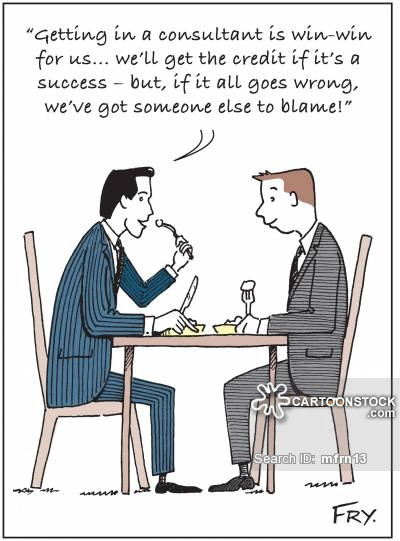 “Getting in a consultant is win-win
for us... we’ll get the credit if it’s a
success – but, if it all goes wrong,
we’ve got someone else to blame!”
CARTOONSTOCK
.com
Search ID: mfrn13
FRY.